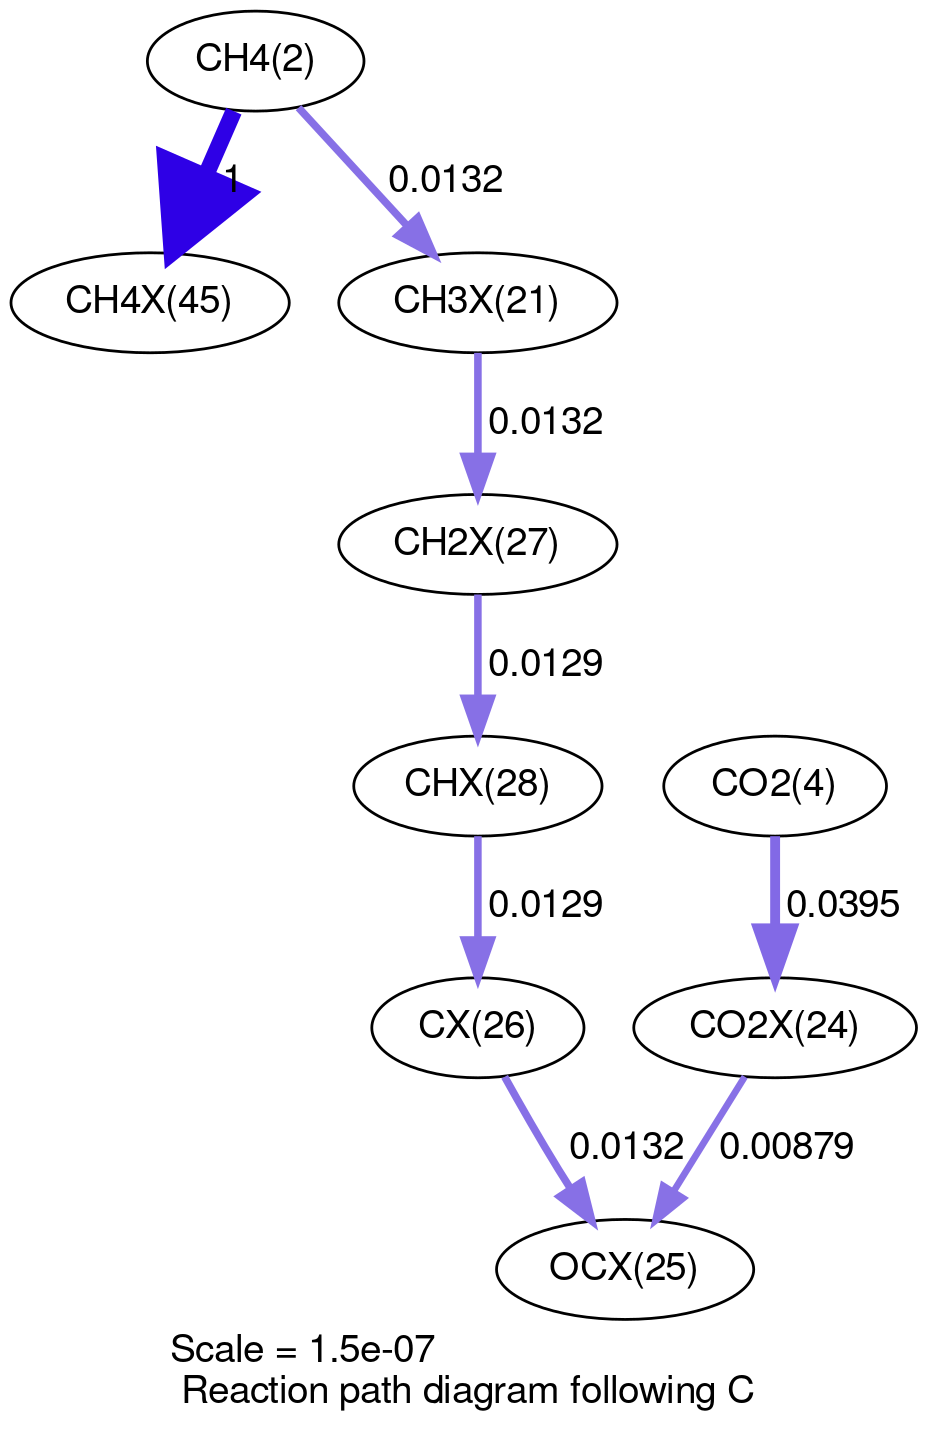 CH4(2)
1
0.0132
CH4X(45)
CH3X(21)
0.0132
CH2X(27)
0.0129
CHX(28)
CO2(4)
0.0129
0.0395
CX(26)
CO2X(24)
0.0132
0.00879
OCX(25)
Scale = 1.5e-07
Reaction path diagram following C